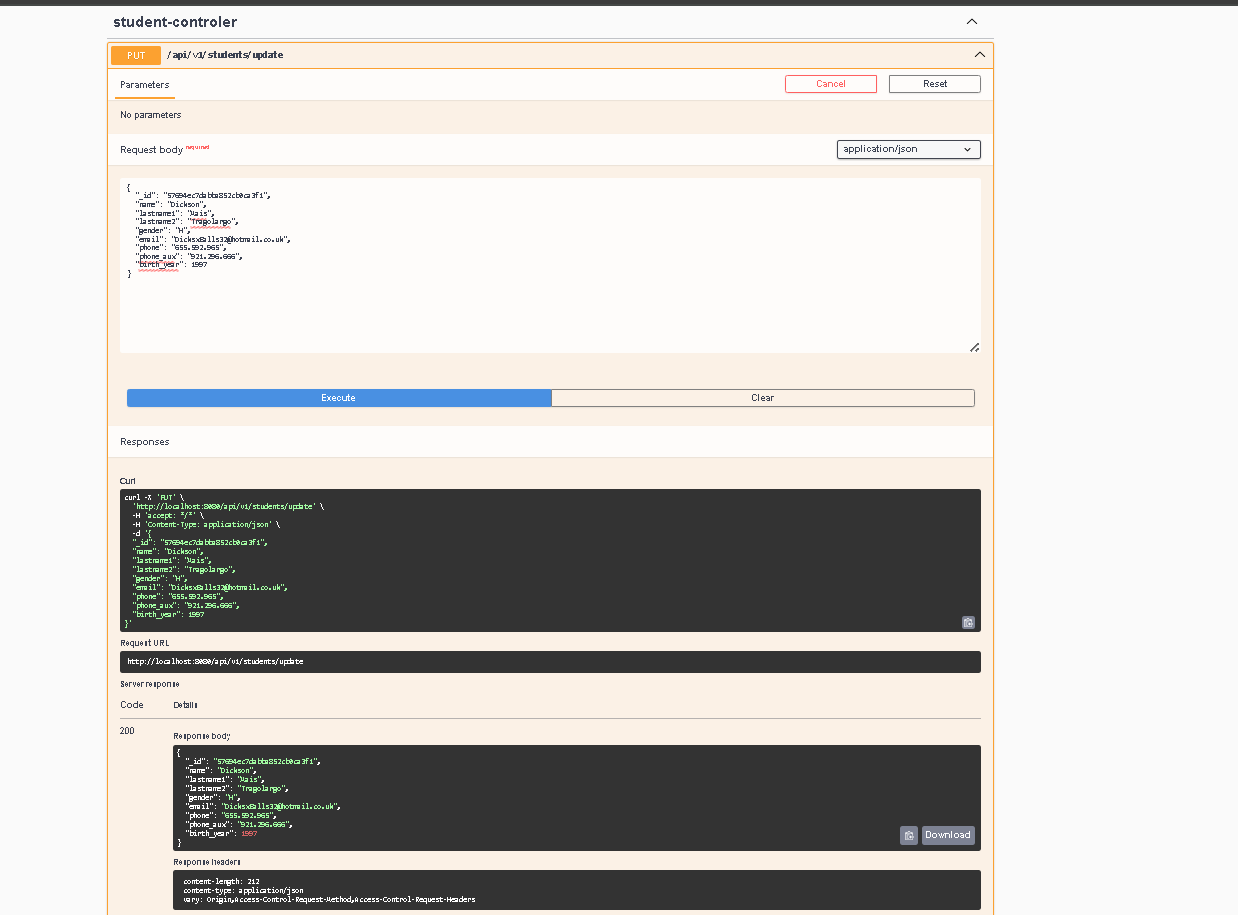 student-controler
PUT /api/v1/students/update
Parameters
Cancel
Reset
No parameters
Request body required
application/json
{
"_id": "57694ec7dabba852cb0ca3f1",
"name": "Dickson",
"lastname1": "Mais",
"lastname2": "Tragolargo",
"gender": "H",
"email": "DicksxBalls32@hotmail.co.uk",
"phone": "655.592.965",
"phone_aux": "921.296.666",
"birth_year": 1997
}
Execute
Clear
Responses
Curl
curl -X 'PUT' \
'http://localhost:8080/api/v1/students/update' \
-H 'accept: */*' \
-H 'Content-Type: application/json' \
-d '{
"_id": "57694ec7dabba852cb0ca3f1",
"name": "Dickson",
"lastname1": "Mais",
"lastname2": "Tragolargo",
"gender": "H",
"email": "DicksxBalls32@hotmail.co.uk",
"phone": "655.592.965",
"phone_aux": "921.296.666",
"birth_year": 1997
}'
Request URL
http://localhost:8080/api/v1/students/update
Server response
Code Details
200
Response body
{
"_id": "57694ec7dabba852cb0ca3f1",
"name": "Dickson",
"lastname1": "Mais",
"lastname2": "Tragolargo",
"gender": "H",
"email": "DicksxBalls32@hotmail.co.uk",
"phone": "655.592.965",
"phone_aux": "921.296.666",
"birth_year": 1997
}
Download
Response headers
content-length: 212
content-type: application/json
vary: Origin,Access-Control-Request-Method,Access-Control-Request-Headers